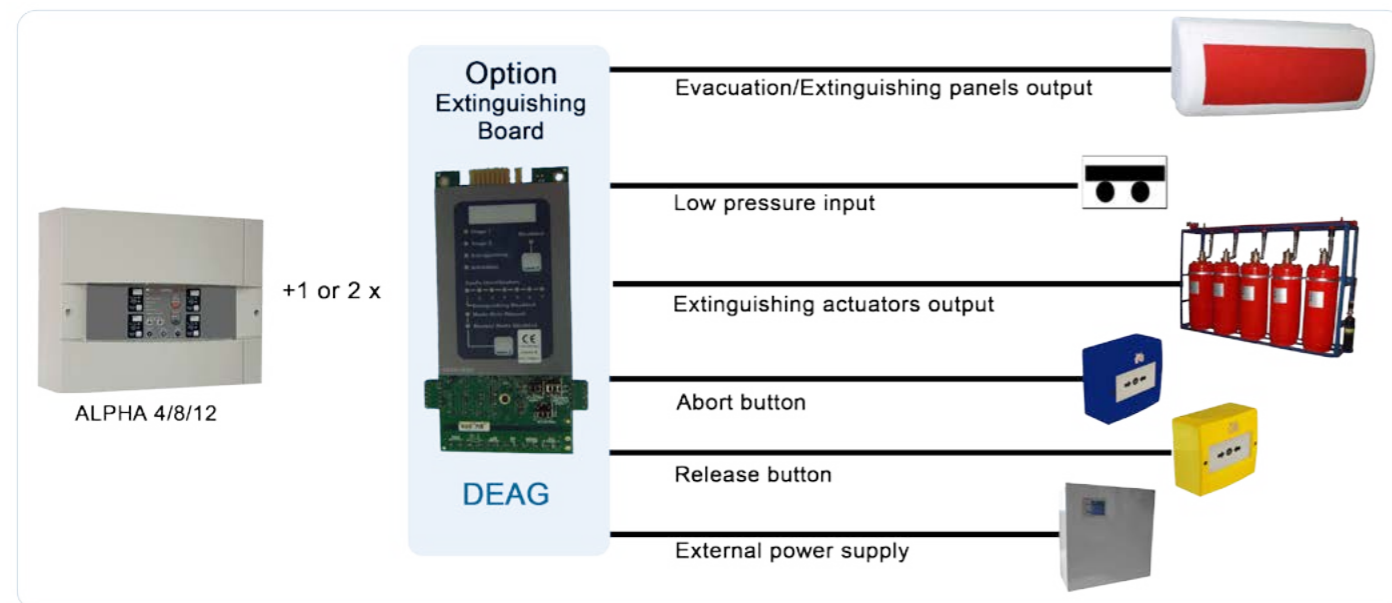 Option
Extinguishing
Board
Evacuation/Extinguishing panels output
Low pressure input
+1 or 2 x
Extinguishing actuators output
ALPHA 4/8/12
Abort button
Release button
DEAG
External power supply